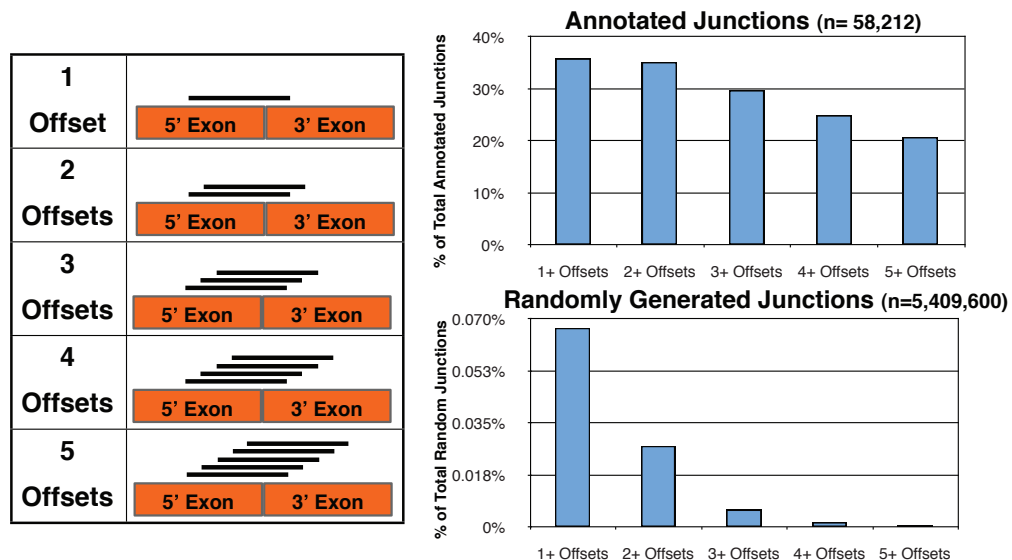 1
Offset
5’ Exon 3’ Exon
2
Offsets
5’ Exon 3’ Exon
3
Offsets
5’ Exon 3’ Exon
4
Offsets
5’ Exon 3’ Exon
5
Offsets
5’ Exon 3’ Exon
Annotated Junctions (n= 58,212)
% of Total Annotated Junctions
40%
30%
20%
10%
0%
1+ Offsets 2+ Offsets 3+ Offsets 4+ Offsets 5+ Offsets
Randomly Generated Junctions (n=5,409,600)
% of Total Random Junctions
0.070%
0.053%
0.035%
0.018%
0%
1+ Offsets 2+ Offsets 3+ Offsets 4+ Offsets 5+ Offsets